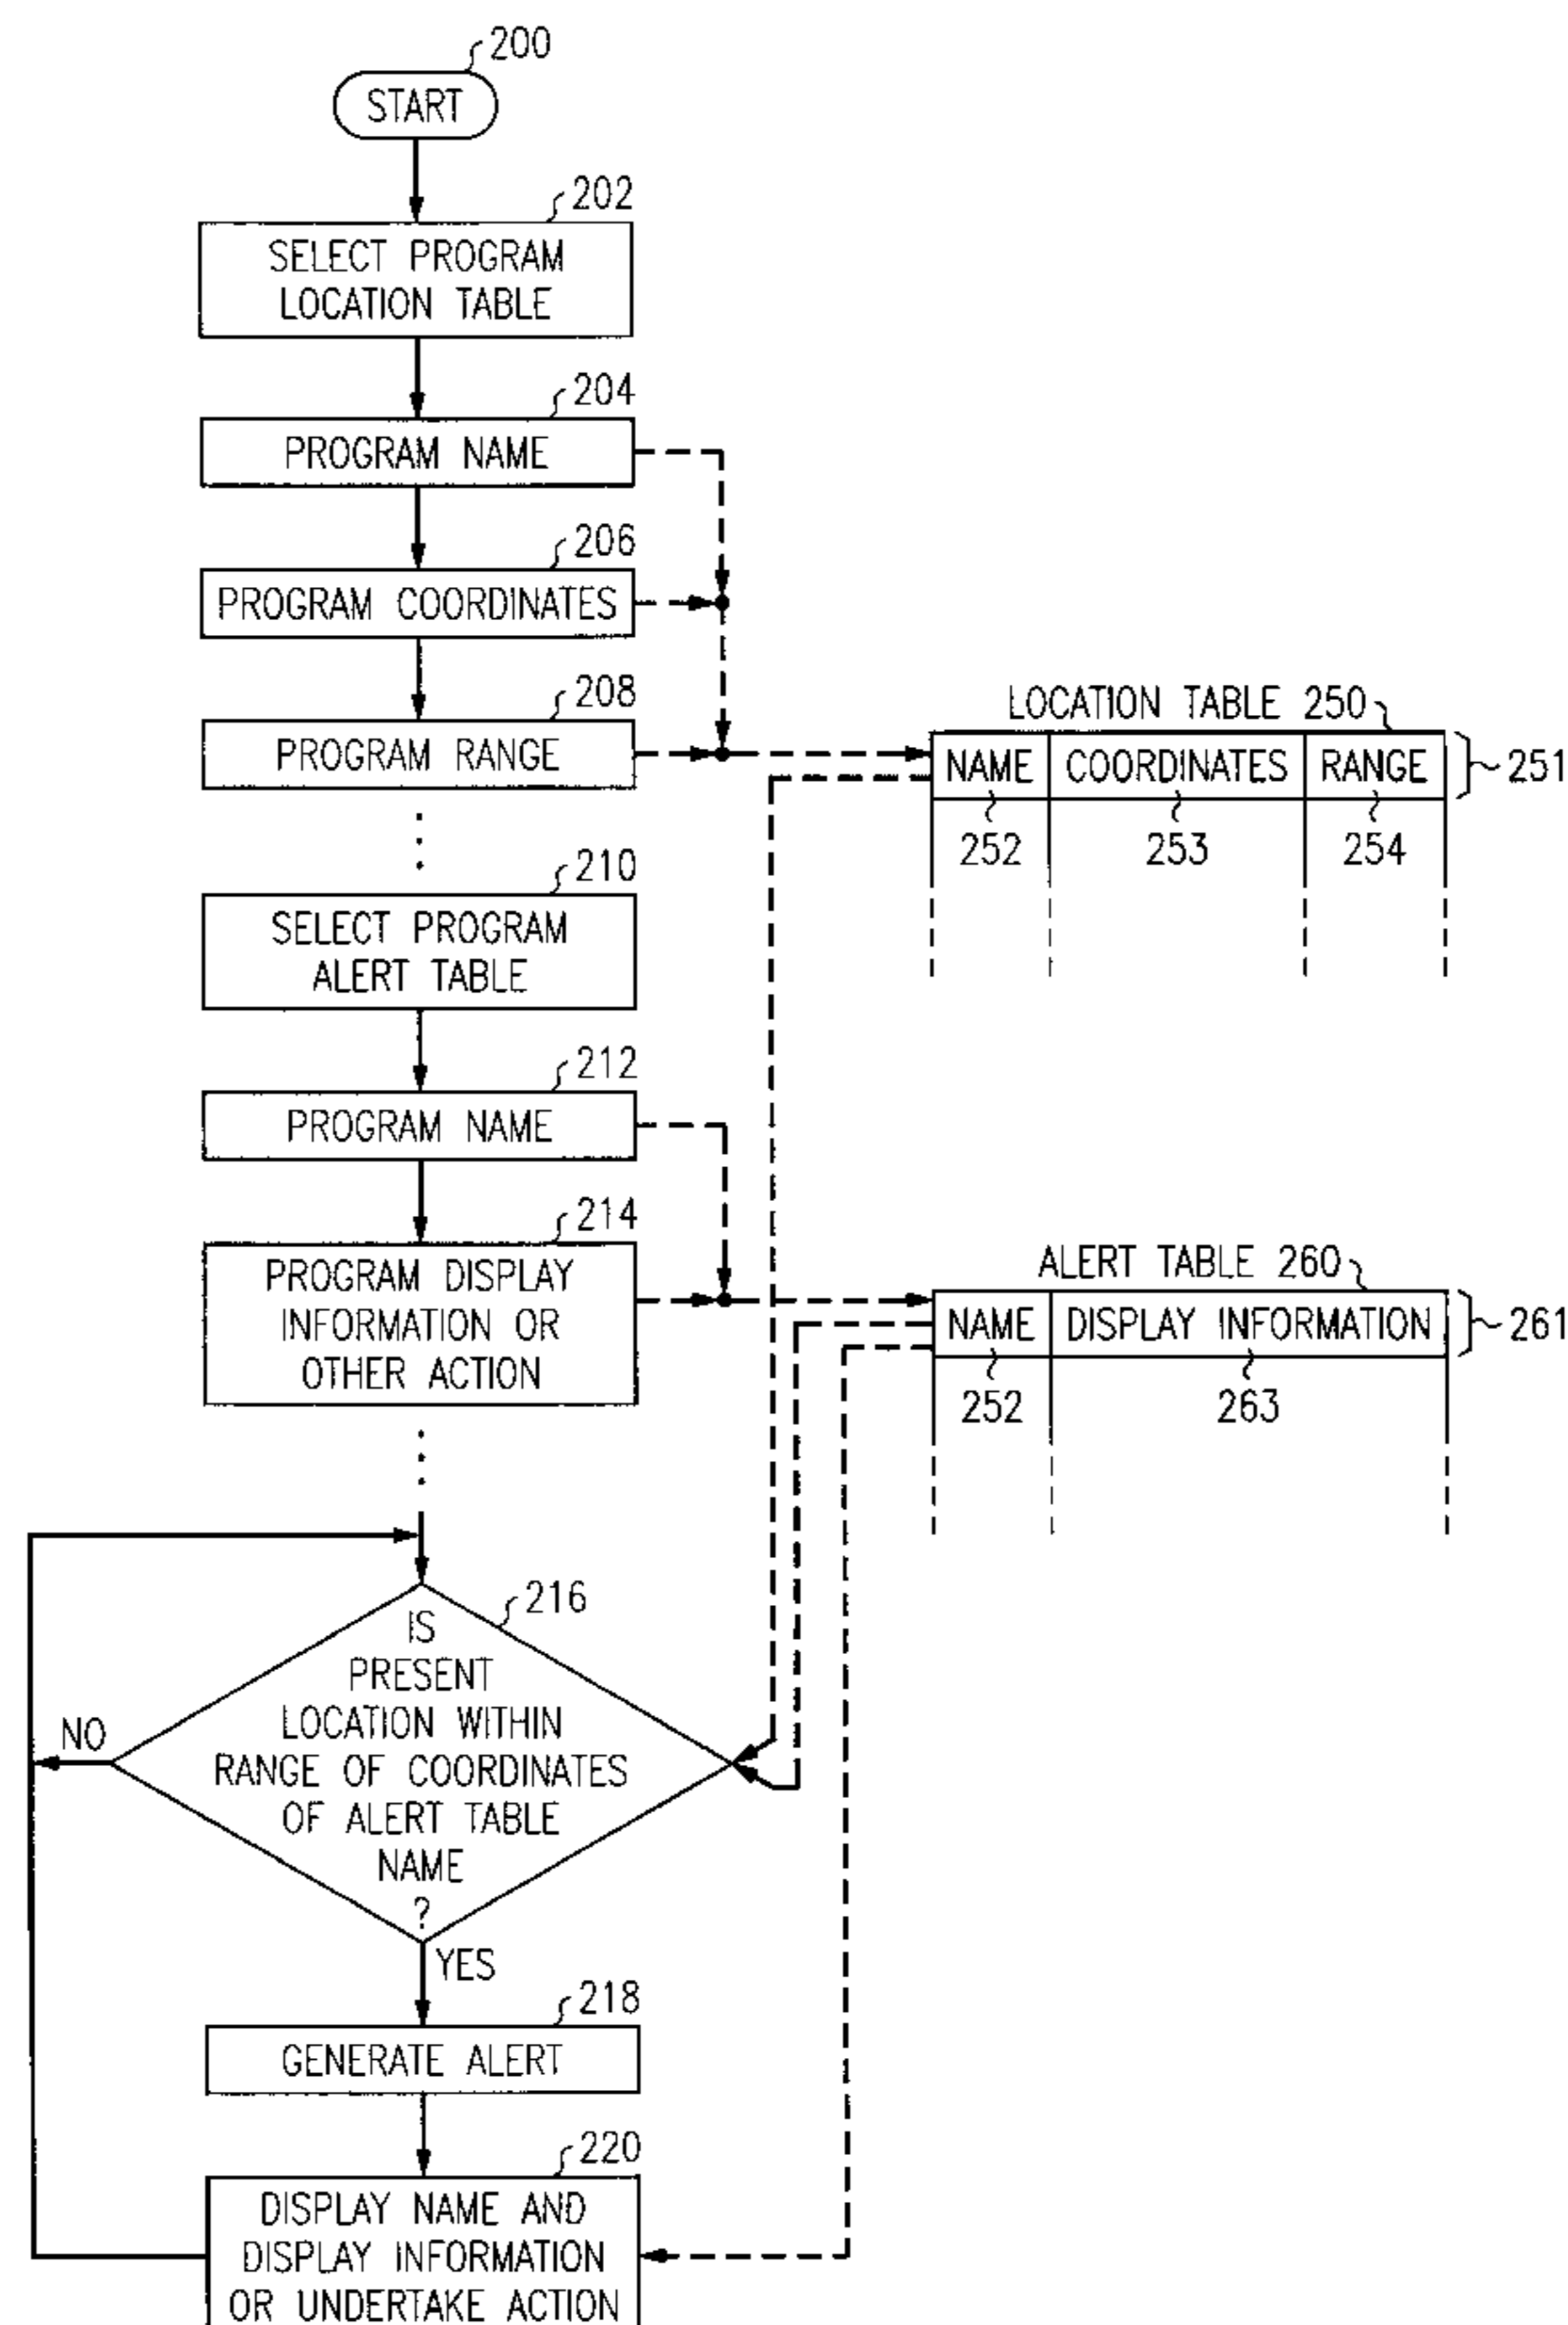 200
START
202
SELECT PROGRAM
LOCATION TABLE
204
PROGRAM NAME
206
PROGRAM COORDINATES
208
PROGRAM RANGE
LOCATION TABLE 250
NAME COORDINATES RANGE
251
252 253 254
210
SELECT PROGRAM
ALERT TABLE
212
PROGRAM NAME
214
PROGRAM DISPLAY
INFORMATION OR
OTHER ACTION
ALERT TABLE 260
NAME DISPLAY INFORMATION
261
252 263
216
IS
PRESENT
LOCATION WITHIN
RANGE OF COORDINATES
OF ALERT TABLE
NAME
?
NO
YES
218
GENERATE ALERT
220
DISPLAY NAME AND
DISPLAY INFORMATION
OR UNDERTAKE ACTION